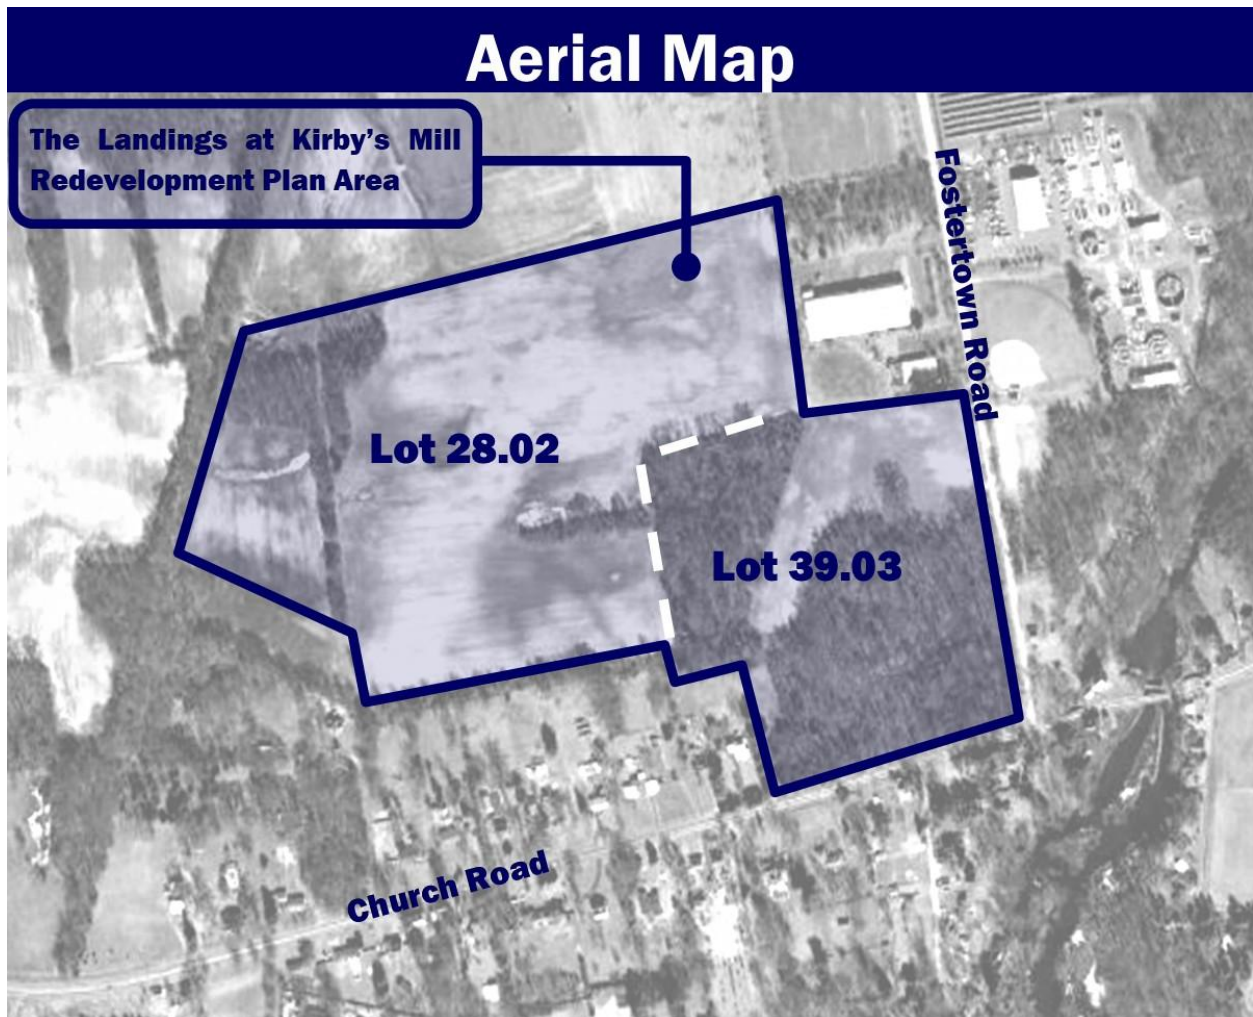 Aerial Map
The Landings at Kirby's Mill
Redevelopment Plan Area
Fostertown Road
Lot 28.02
Lot 39.03
Church Road